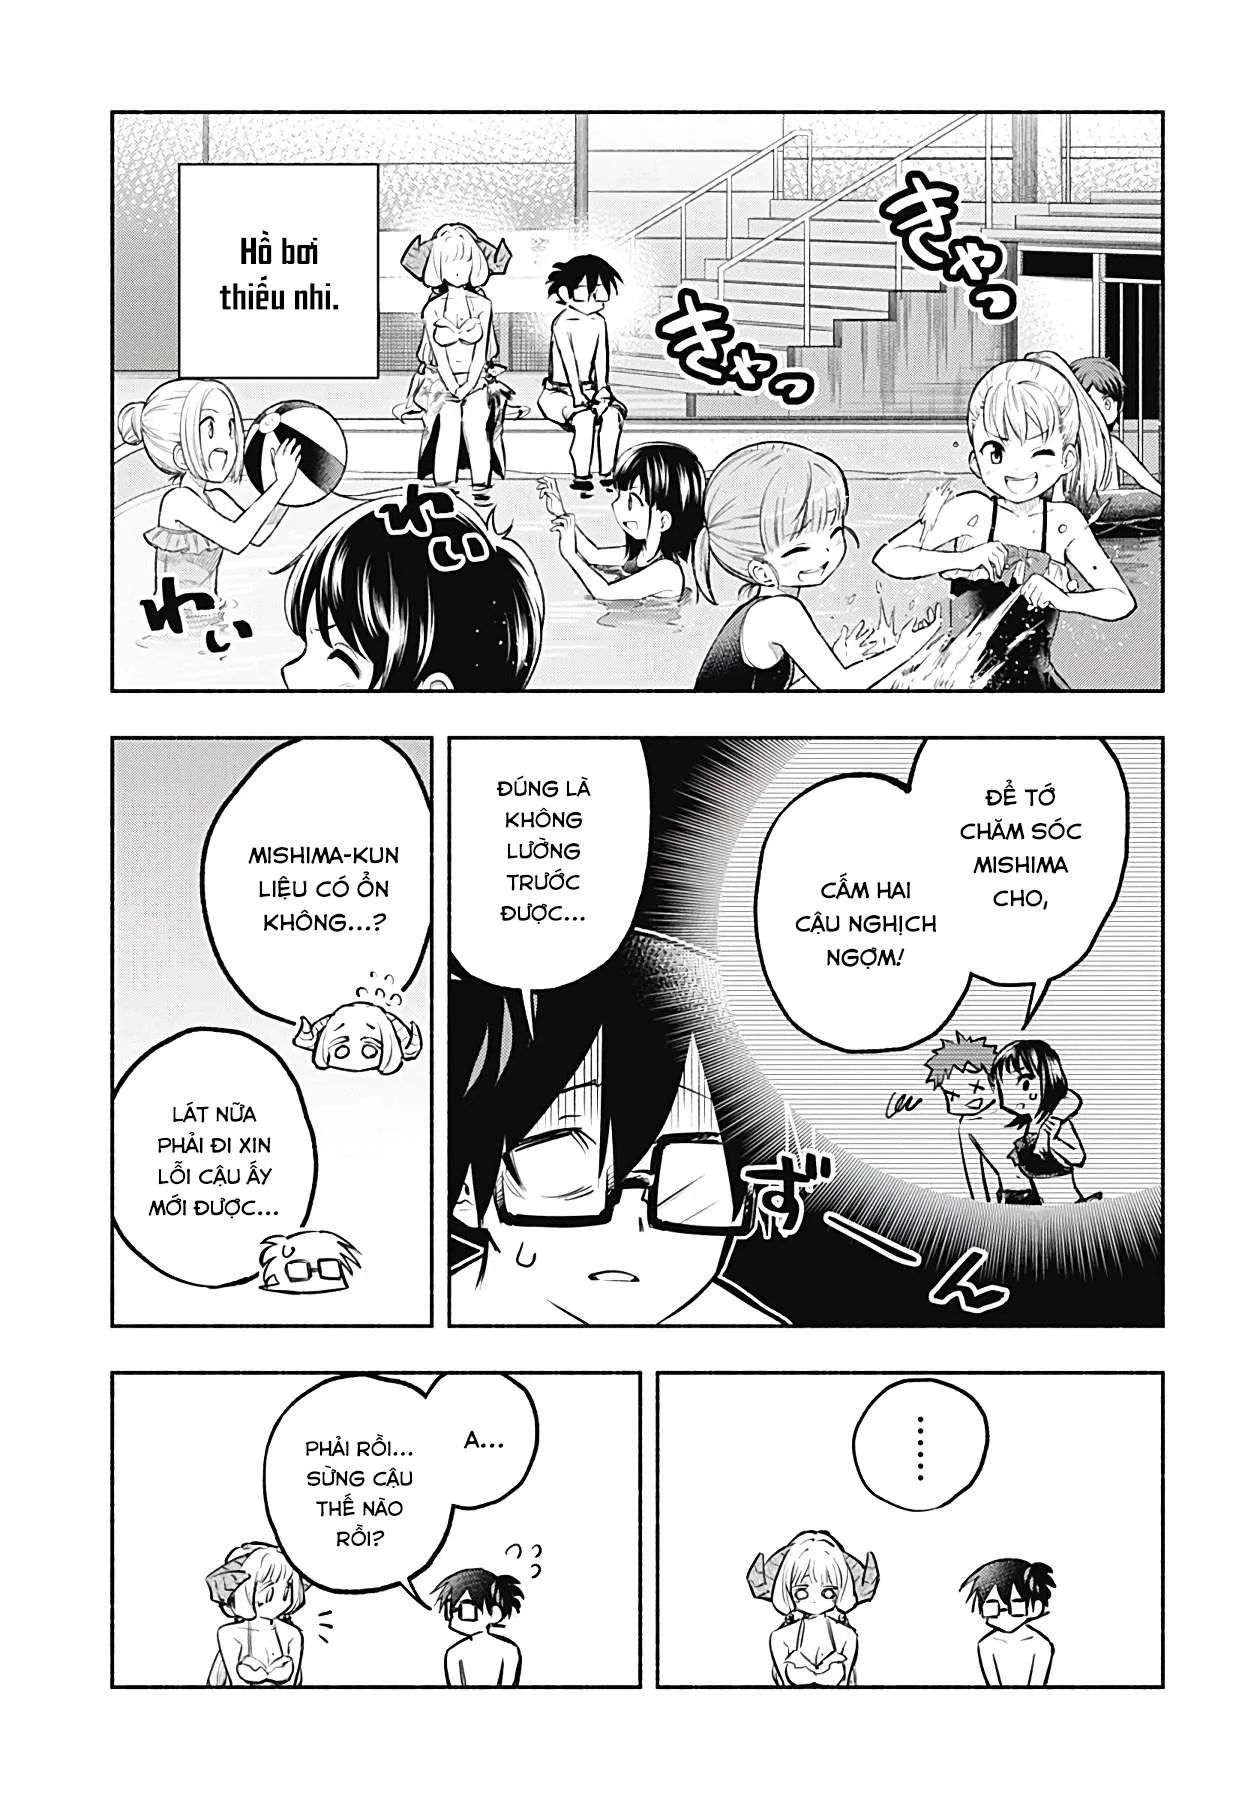 Hồ bơi
thiếu nhi.
きゃっ
きゃっ
わい
わい
ĐỂ TỚ
CHĂM SÓC
MISHIMA
CHO,
CẤM HAI
CẬU NGHỊCH
NGỢM!
ĐÚNG LÀ
KHÔNG
LƯỜNG
TRƯỚC
ĐƯỢC...
ずーん
MISHIMA-KUN
LIỆU CÓ ỔN
KHÔNG...?
LÁT NỮA
PHẢI ĐI XIN
LỖI CẬU ẤY
MỚI ĐƯỢC...
......
A...
PHẢI RỒI...
SỪNG CẬU
THẾ NÀO
RỒI?